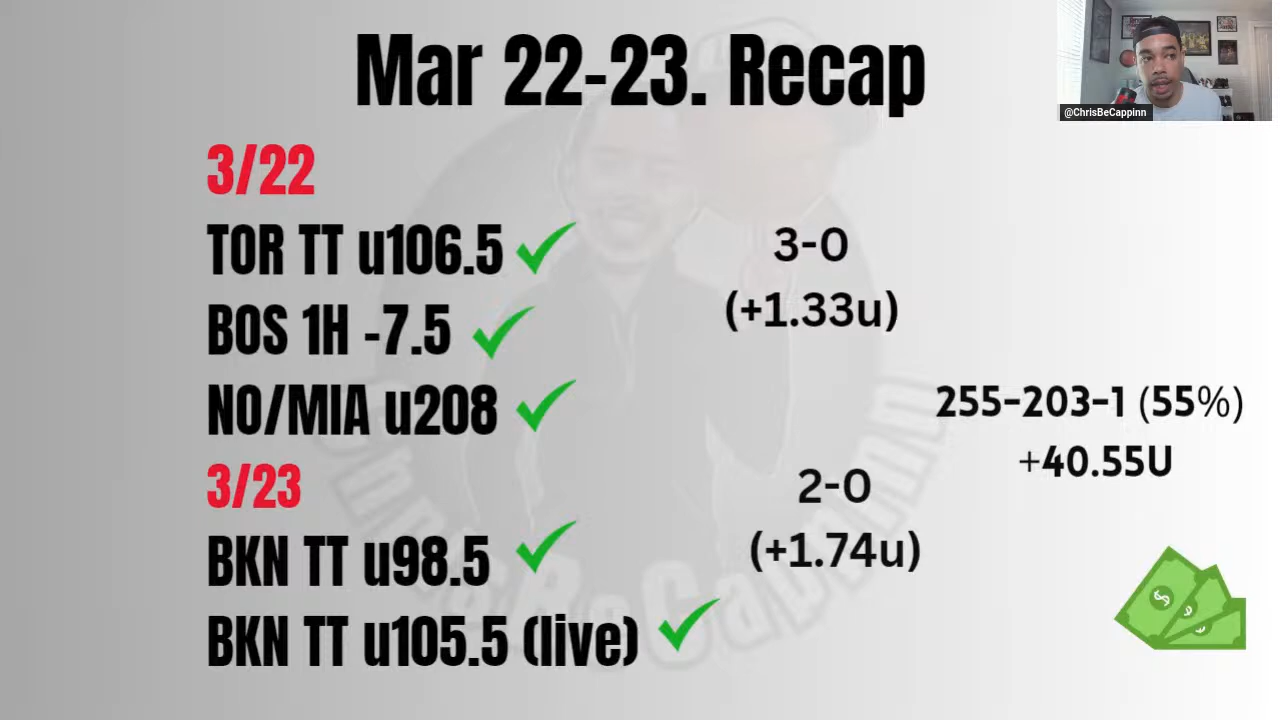 Mar 22-23. Recap
@ChrisBeCappinn
3/22
TOR TT u106.5
BOS 1H -7.5
NO/MIA u208
3-0
(+1.33u)
255-203-1 (55%)
+40.55U
3/23
BKN TT u98.5
BKN TT u105.5 (live)
2-0
(+1.74u)
ChrisBeCappinn